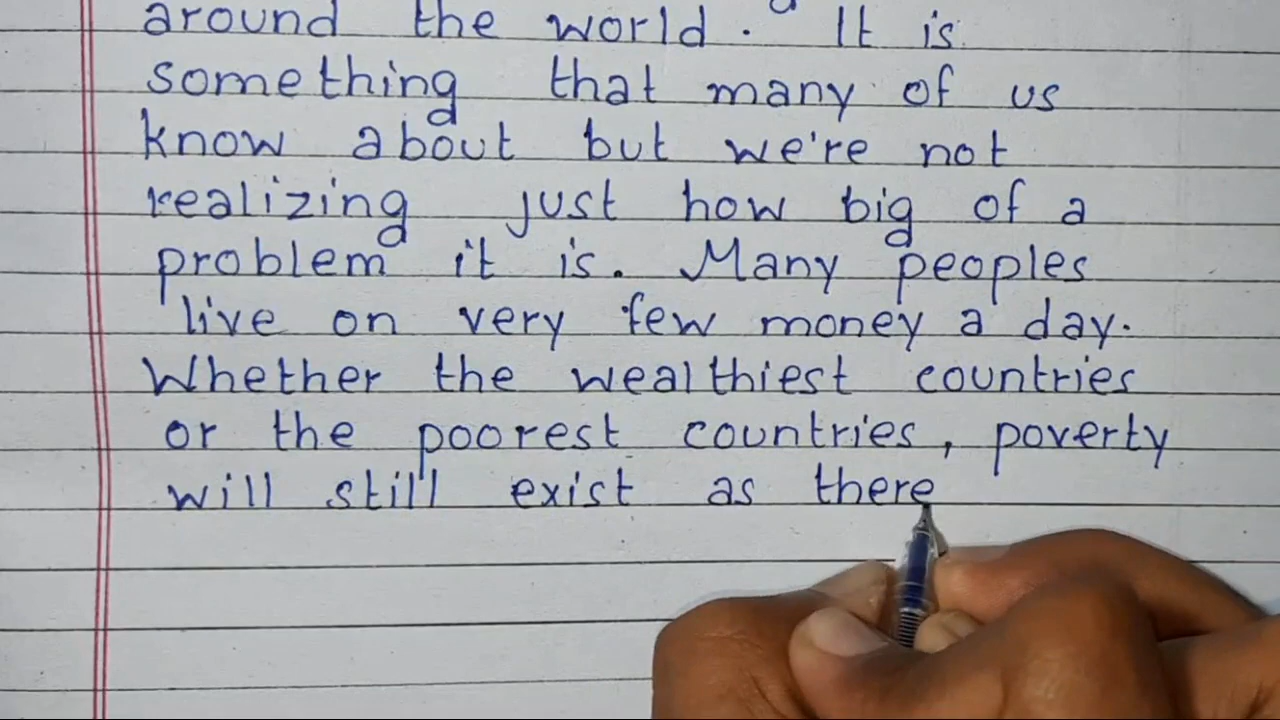 around the world. It is
something that many of us
know about but we're not
realizing just how big of a
problem it is. Many peoples
live on very few money a day.
Whether the wealthiest countries
or the poorest countries, poverty
will still exist as there